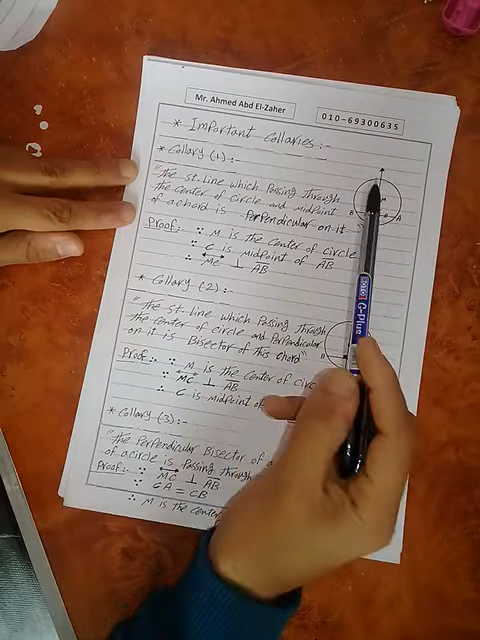 Mr. Ahmed Abd El-Zaher
010-69300635
* Important Collaries:-
* Collary (1):-
"the st. Line which Passing through
the center of circle and midpoint
of a chord is Perpendicular on it"
Proof: ∵ M is the center of circle
∵ C is midpoint of AB
∴ MC ⊥ AB
M
B
A
* Collary (2):-
"the st. Line which Passing through
the center of circle and Perpendicular
on it is Bisector of this chord"
Proof: ∵ M is the center of circ
∵ MC ⊥ AB
∴ C is midpoint of
B
* Collary (3):-
"the Perpendicular Bisector of a
of a circle is Passing through
Proof: ∵ MC ⊥ AB
∵ CA = CB
∴ M is the center
G-Plus